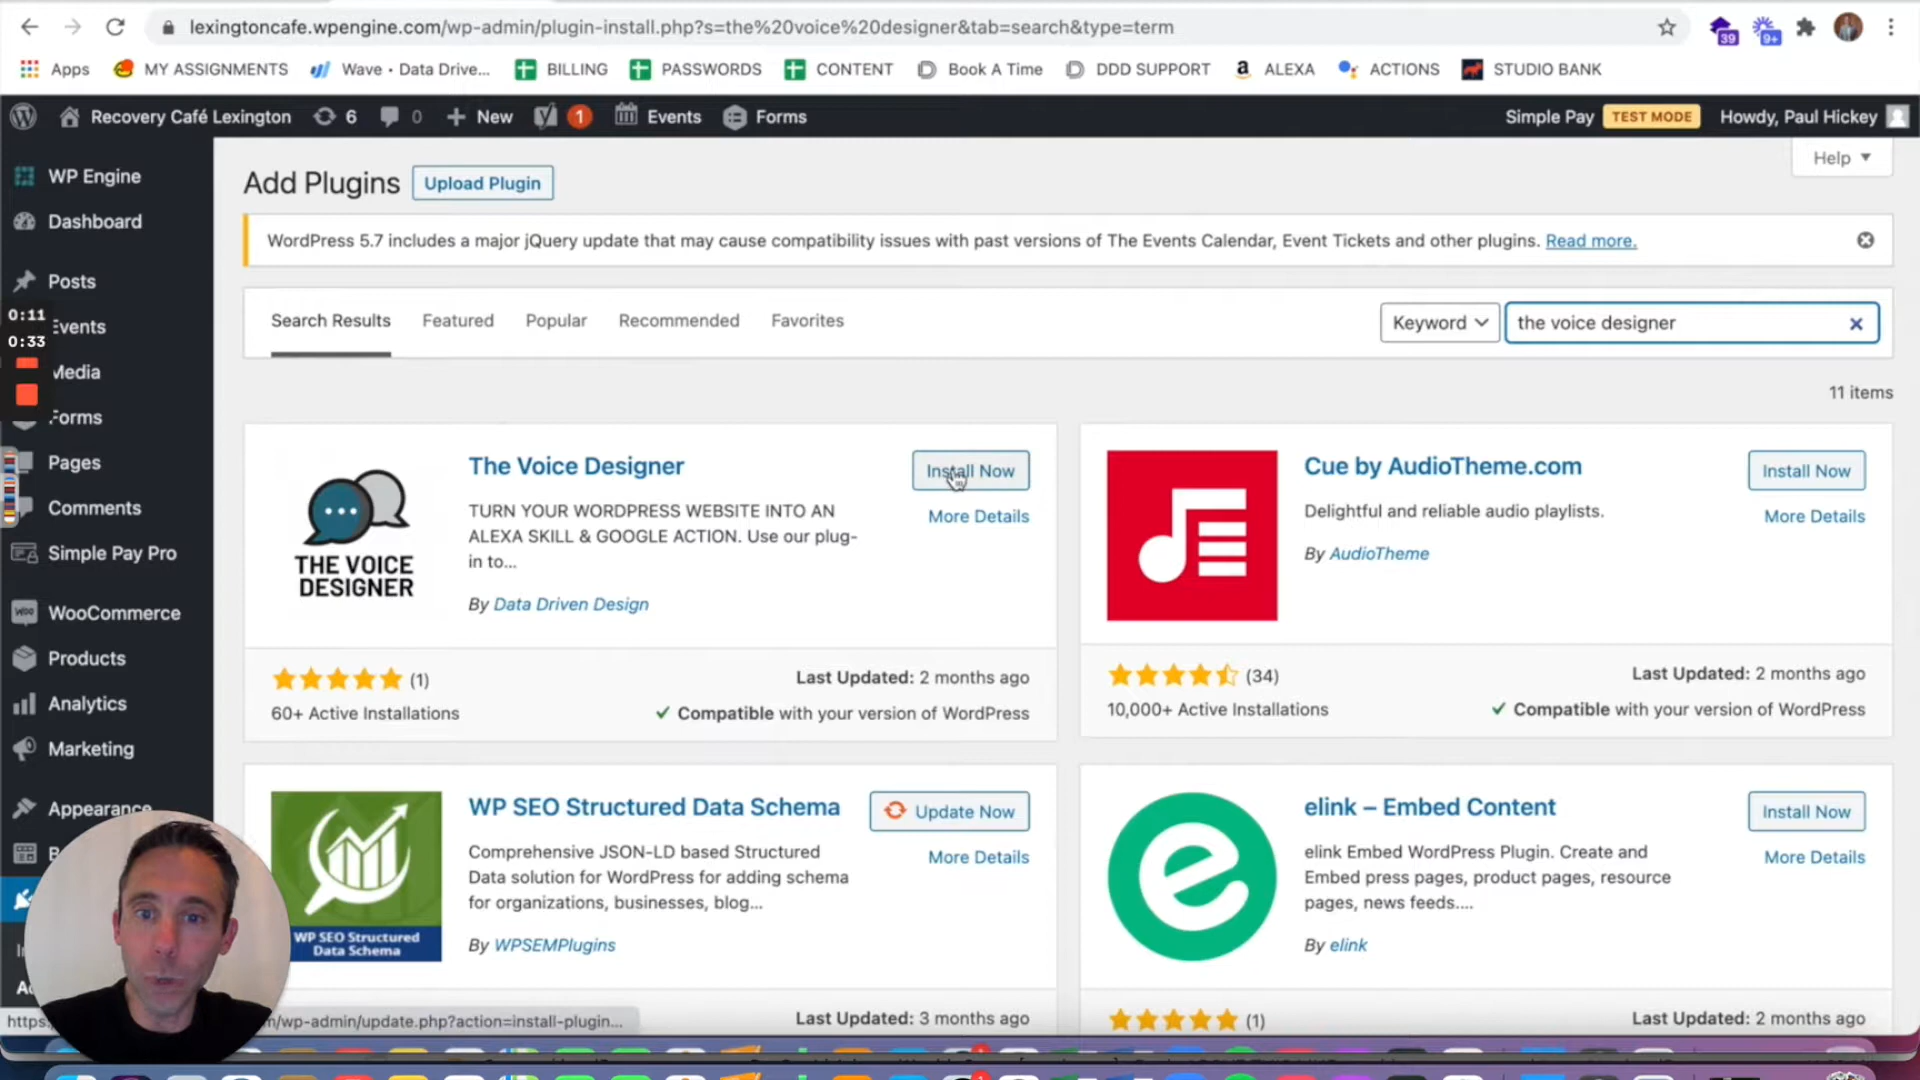 lexingtoncafe.wpengine.com/wp-admin/plugin-install.php?s=the%20voice%20designer&tab=search&type=term
39
9+
Apps
MY ASSIGNMENTS
Wave • Data Drive...
BILLING
PASSWORDS
CONTENT
Book A Time
DDD SUPPORT
ALEXA
ACTIONS
STUDIO BANK
Recovery Café Lexington
6
0
New
1
Events
Forms
Simple Pay
TEST MODE
Howdy, Paul Hickey
WP Engine
Dashboard
Posts
Events
Media
Forms
Pages
Comments
Simple Pay Pro
WooCommerce
Products
Analytics
Marketing
Appearance
0:11
0:33
Add Plugins
Upload Plugin
Help
WordPress 5.7 includes a major jQuery update that may cause compatibility issues with past versions of The Events Calendar, Event Tickets and other plugins. Read more.
Search Results
Featured
Popular
Recommended
Favorites
Keyword
the voice designer
11 items
THE VOICE
DESIGNER
The Voice Designer
Install Now
More Details
TURN YOUR WORDPRESS WEBSITE INTO AN
ALEXA SKILL & GOOGLE ACTION. Use our plug-
in to...
By Data Driven Design
(1)
60+ Active Installations
Last Updated: 2 months ago
Compatible with your version of WordPress
Cue by AudioTheme.com
Install Now
More Details
Delightful and reliable audio playlists.
By AudioTheme
(34)
10,000+ Active Installations
Last Updated: 2 months ago
Compatible with your version of WordPress
WP SEO Structured
Data Schema
WP SEO Structured Data Schema
Update Now
More Details
Comprehensive JSON-LD based Structured
Data solution for WordPress for adding schema
for organizations, businesses, blog...
By WPSEMPlugins
Last Updated: 3 months ago
e
elink – Embed Content
Install Now
More Details
elink Embed WordPress Plugin. Create and
Embed press pages, product pages, resource
pages, news feeds....
By elink
(1)
Last Updated: 2 months ago
https:
m/wp-admin/update.php?action=install-plugin...